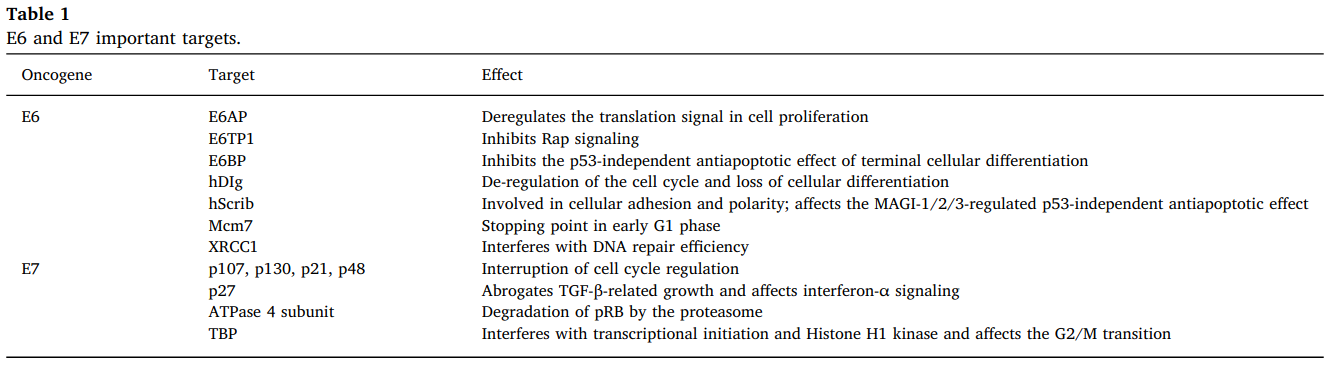 Table 1
E6 and E7 important targets.
Oncogene Target Effect
E6 E6AP Deregulates the translation signal in cell proliferation
E6TP1 Inhibits Rap signaling
E6BP Inhibits the p53-independent antiapoptotic effect of terminal cellular differentiation
hDIg De-regulation of the cell cycle and loss of cellular differentiation
hScrib Involved in cellular adhesion and polarity; affects the MAGI-1/2/3-regulated p53-independent antiapoptotic effect
Mcm7 Stopping point in early G1 phase
XRCC1 Interferes with DNA repair efficiency
E7 p107, p130, p21, p48 Interruption of cell cycle regulation
p27 Abrogates TGF-β-related growth and affects interferon-α signaling
ATPase 4 subunit Degradation of pRB by the proteasome
TBP Interferes with transcriptional initiation and Histone H1 kinase and affects the G2/M transition